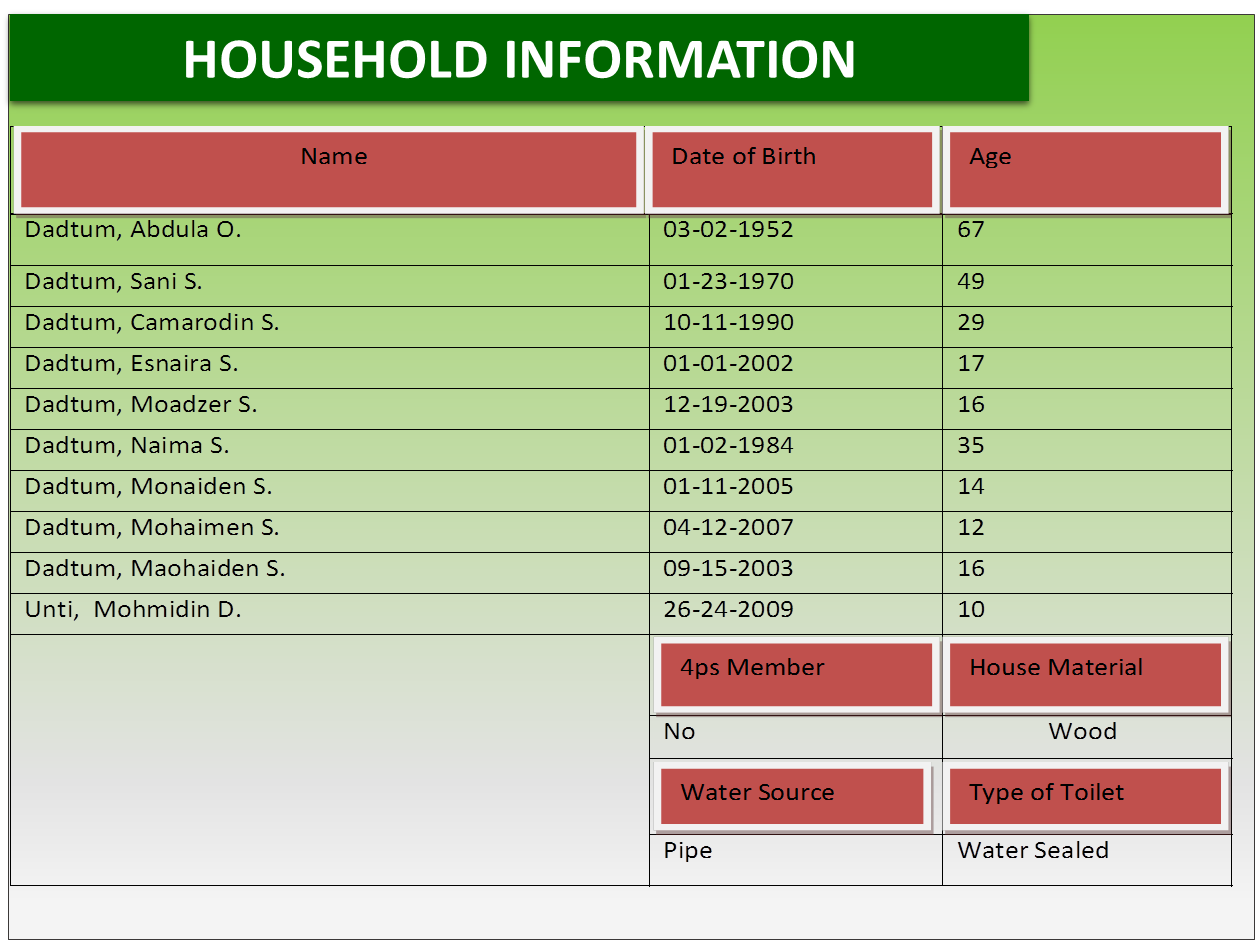 HOUSEHOLD INFORMATION
Name Date of Birth Age
Dadtum, Abdula O. 03-02-1952 67
Dadtum, Sani S. 01-23-1970 49
Dadtum, Camarodin S. 10-11-1990 29
Dadtum, Esnaira S. 01-01-2002 17
Dadtum, Moadzer S. 12-19-2003 16
Dadtum, Naima S. 01-02-1984 35
Dadtum, Monaiden S. 01-11-2005 14
Dadtum, Mohaimen S. 04-12-2007 12
Dadtum, Maohaiden S. 09-15-2003 16
Unti,  Mohmidin D. 26-24-2009 10
4ps Member House Material
No Wood
Water Source Type of Toilet
Pipe Water Sealed